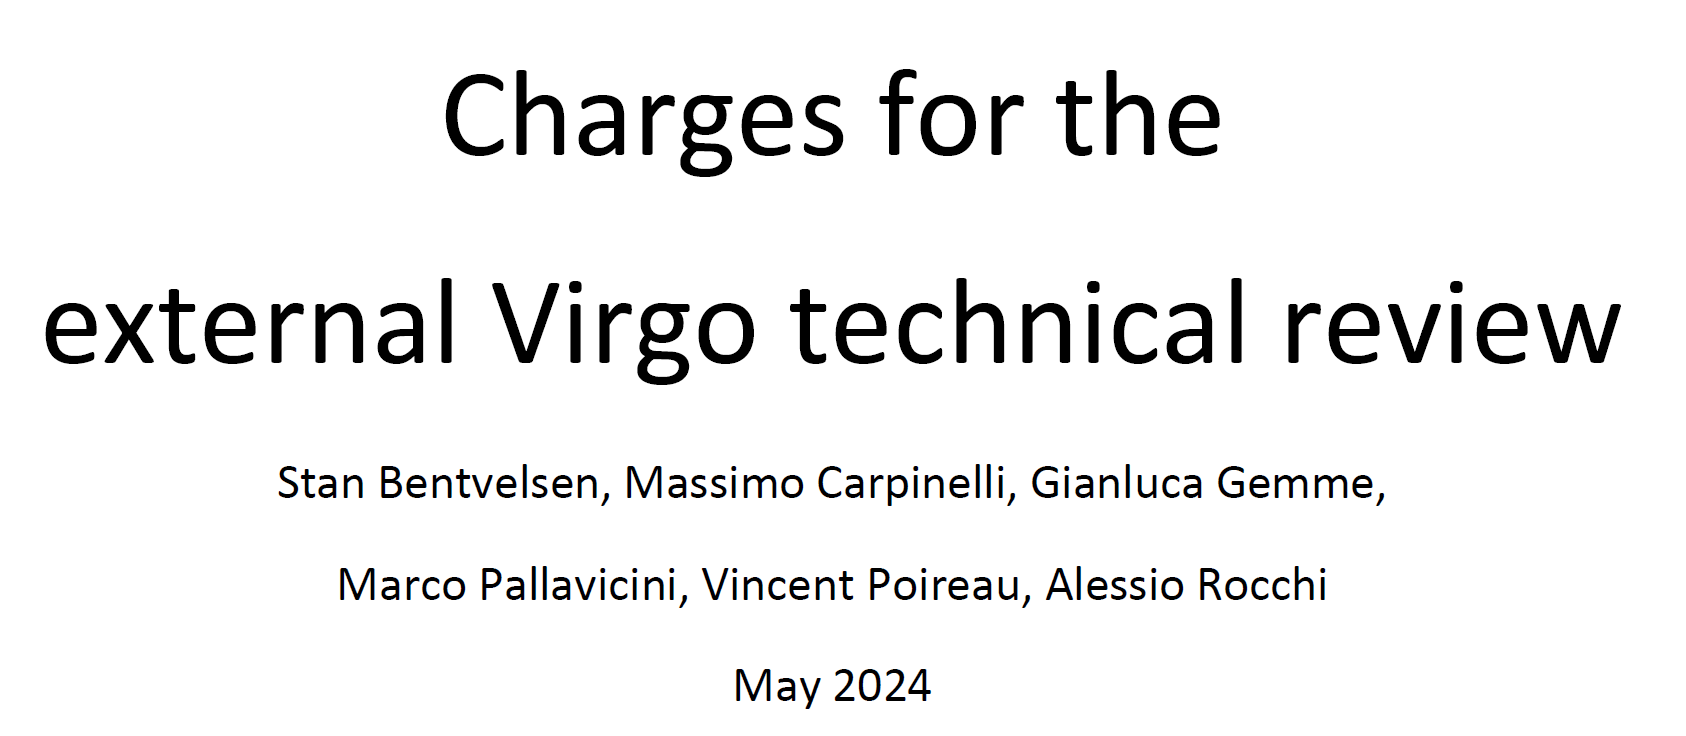 Charges for the
external Virgo technical review
Stan Bentvelsen, Massimo Carpinelli, Gianluca Gemme,
Marco Pallavicini, Vincent Poireau, Alessio Rocchi
May 2024